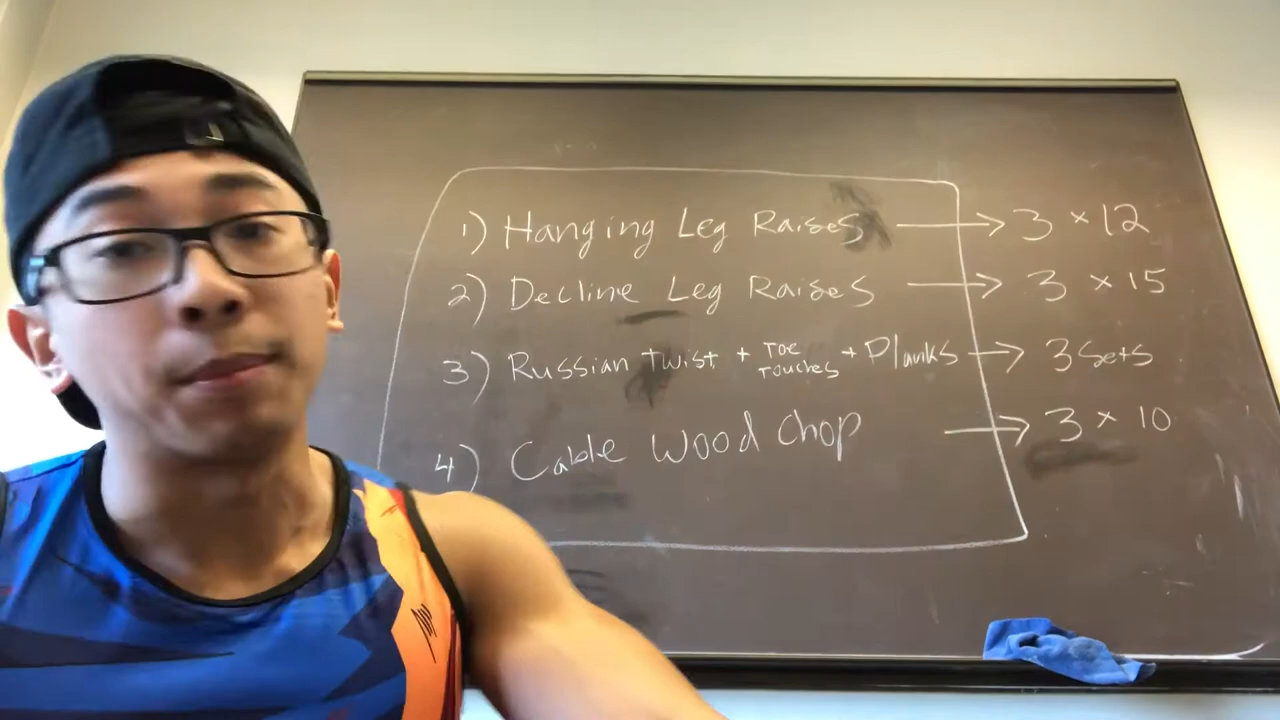 1) Hanging Leg Raises → 3 × 12
2) Decline Leg Raises → 3 × 15
3) Russian Twist + Toe Touches + Planks → 3 Sets
4) Cable Wood Chop → 3 × 10